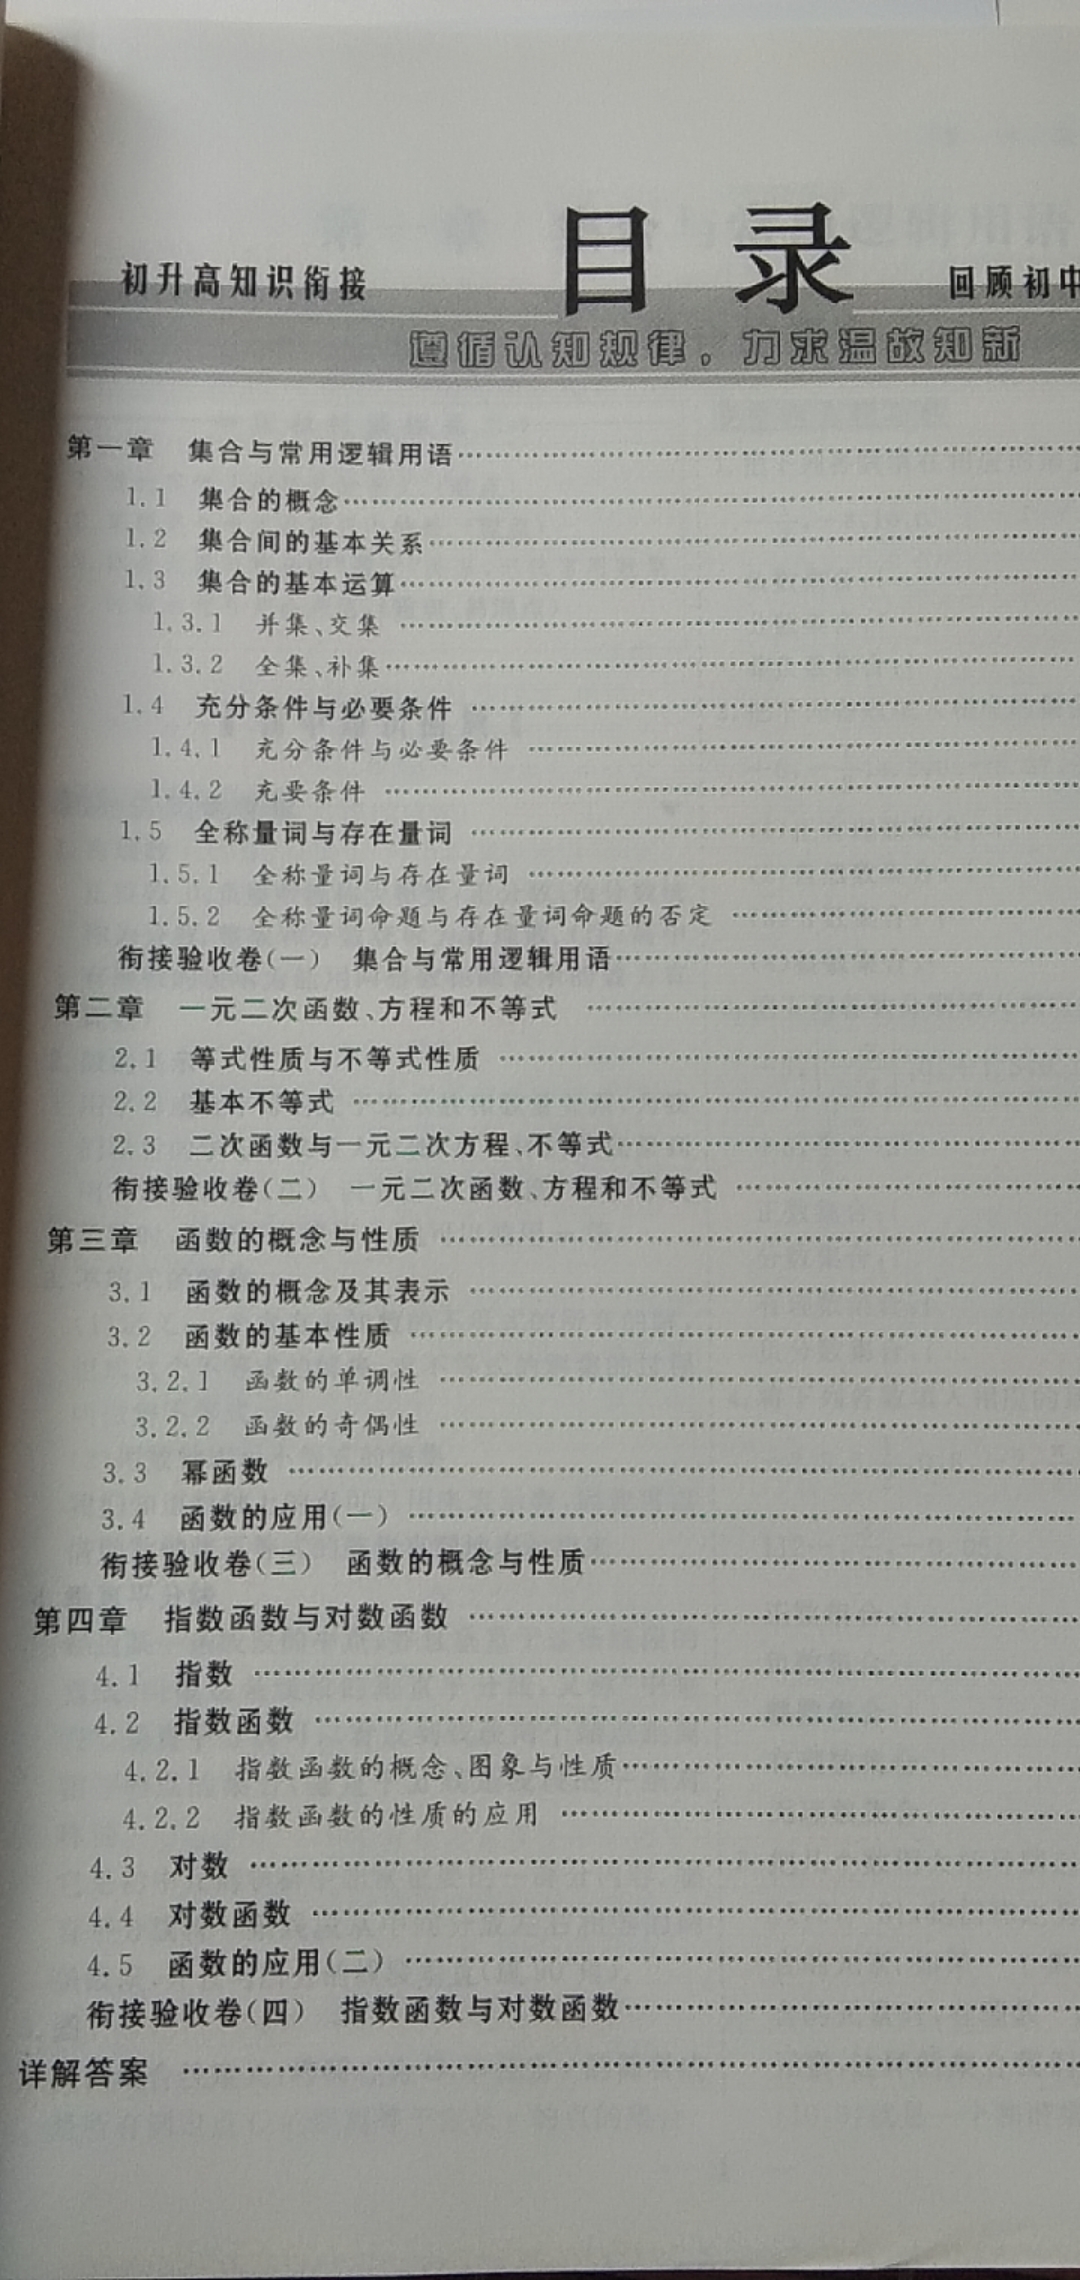 目录
初升高知识衔接
回顾初中
遵循认知规律，力求温故知新
第一章 集合与常用逻辑用语
1.1 集合的概念
1.2 集合间的基本关系
1.3 集合的基本运算
1.3.1 并集、交集
1.3.2 全集、补集
1.4 充分条件与必要条件
1.4.1 充分条件与必要条件
1.4.2 充要条件
1.5 全称量词与存在量词
1.5.1 全称量词与存在量词
1.5.2 全称量词命题与存在量词命题的否定
衔接验收卷(一) 集合与常用逻辑用语
第二章 一元二次函数、方程和不等式
2.1 等式性质与不等式性质
2.2 基本不等式
2.3 二次函数与一元二次方程、不等式
衔接验收卷(二) 一元二次函数、方程和不等式
第三章 函数的概念与性质
3.1 函数的概念及其表示
3.2 函数的基本性质
3.2.1 函数的单调性
3.2.2 函数的奇偶性
3.3 幂函数
3.4 函数的应用(一)
衔接验收卷(三) 函数的概念与性质
第四章 指数函数与对数函数
4.1 指数
4.2 指数函数
4.2.1 指数函数的概念、图象与性质
4.2.2 指数函数的性质的应用
4.3 对数
4.4 对数函数
4.5 函数的应用(二)
衔接验收卷(四) 指数函数与对数函数
详解答案